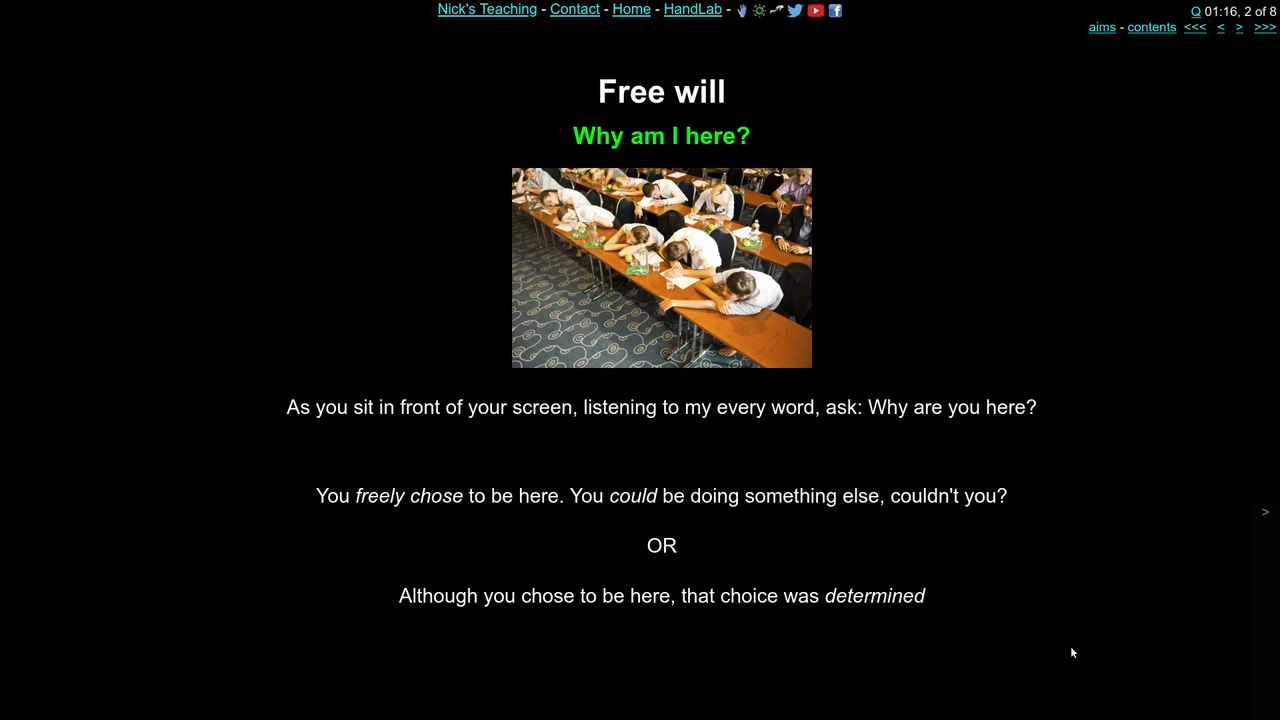 Nick's Teaching - Contact - Home - HandLab -
Q 01:16, 2 of 8
aims - contents <<< < > >>>
Free will
Why am I here?
As you sit in front of your screen, listening to my every word, ask: Why are you here?
You freely chose to be here. You could be doing something else, couldn't you?
>
OR
Although you chose to be here, that choice was determined